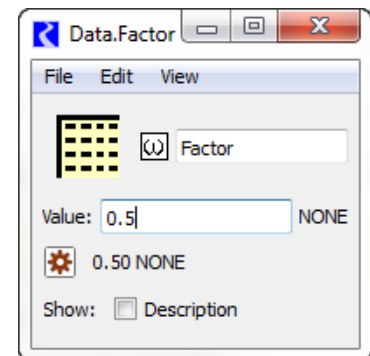 Data.Factor
File Edit View
ω Factor
Value: 0.5 NONE
0.50 NONE
Show: Description